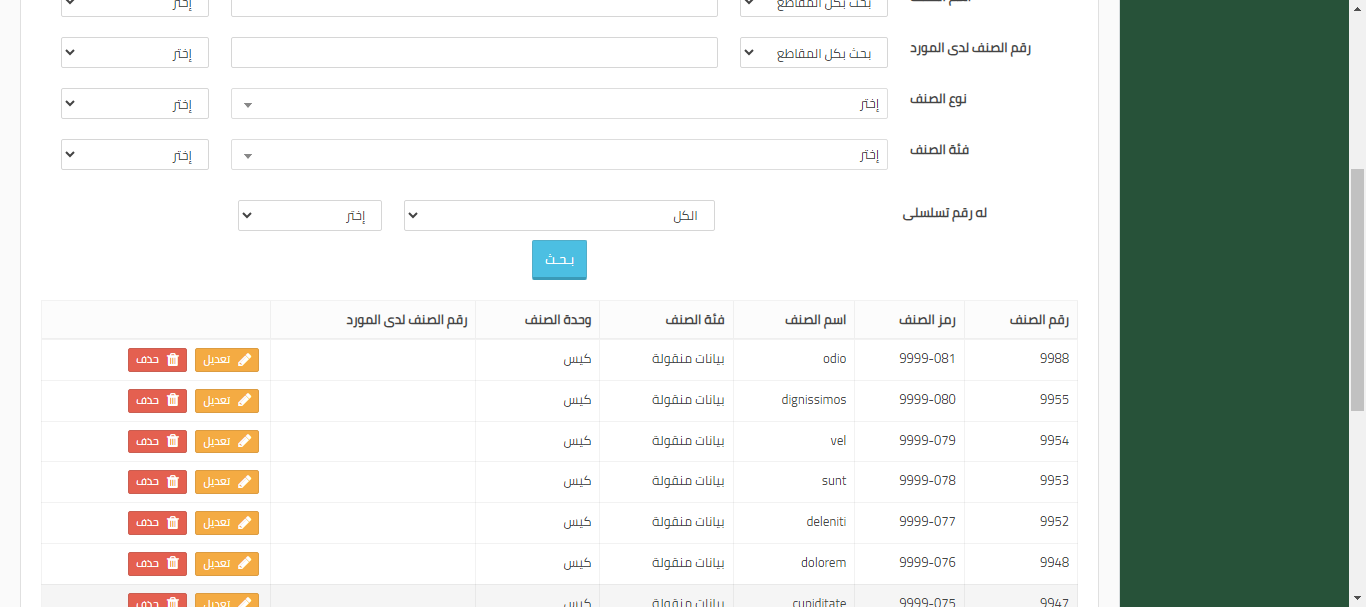 اسم الصنف بحث بكل المقاطع إختر
رقم الصنف لدى المورد بحث بكل المقاطع إختر
نوع الصنف إختر إختر
فئة الصنف إختر إختر
له رقم تسلسلى الكل إختر
بـحـث
رقم الصنف رمز الصنف اسم الصنف فئة الصنف وحدة الصنف رقم الصنف لدى المورد
9988 9999-081 odio بيانات منقولة كيس تعديل حذف
9955 9999-080 dignissimos بيانات منقولة كيس تعديل حذف
9954 9999-079 vel بيانات منقولة كيس تعديل حذف
9953 9999-078 sunt بيانات منقولة كيس تعديل حذف
9952 9999-077 deleniti بيانات منقولة كيس تعديل حذف
9948 9999-076 dolorem بيانات منقولة كيس تعديل حذف
9947 9999-075 cupiditate بيانات منقولة كيس تعديل حذف